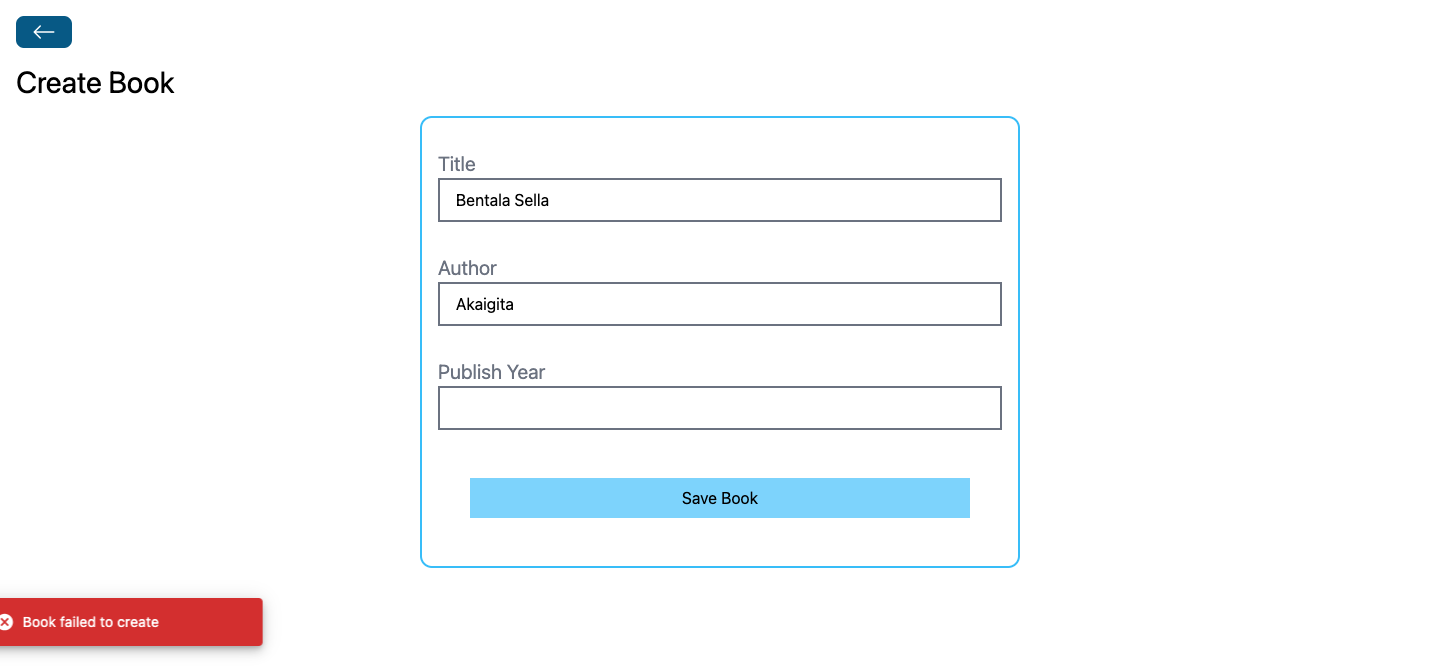 Create Book
Title
Bentala Sella
Author
Akaigita
Publish Year
Save Book
Book failed to create